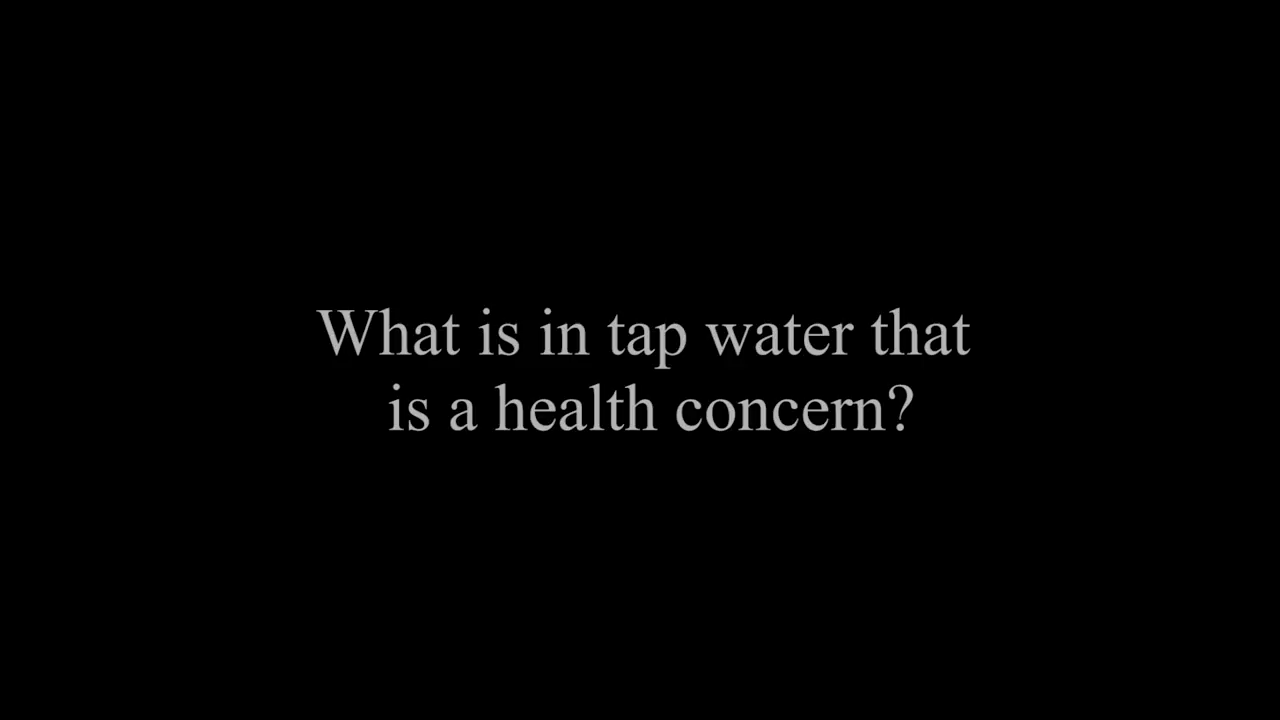 What is in tap water that
is a health concern?